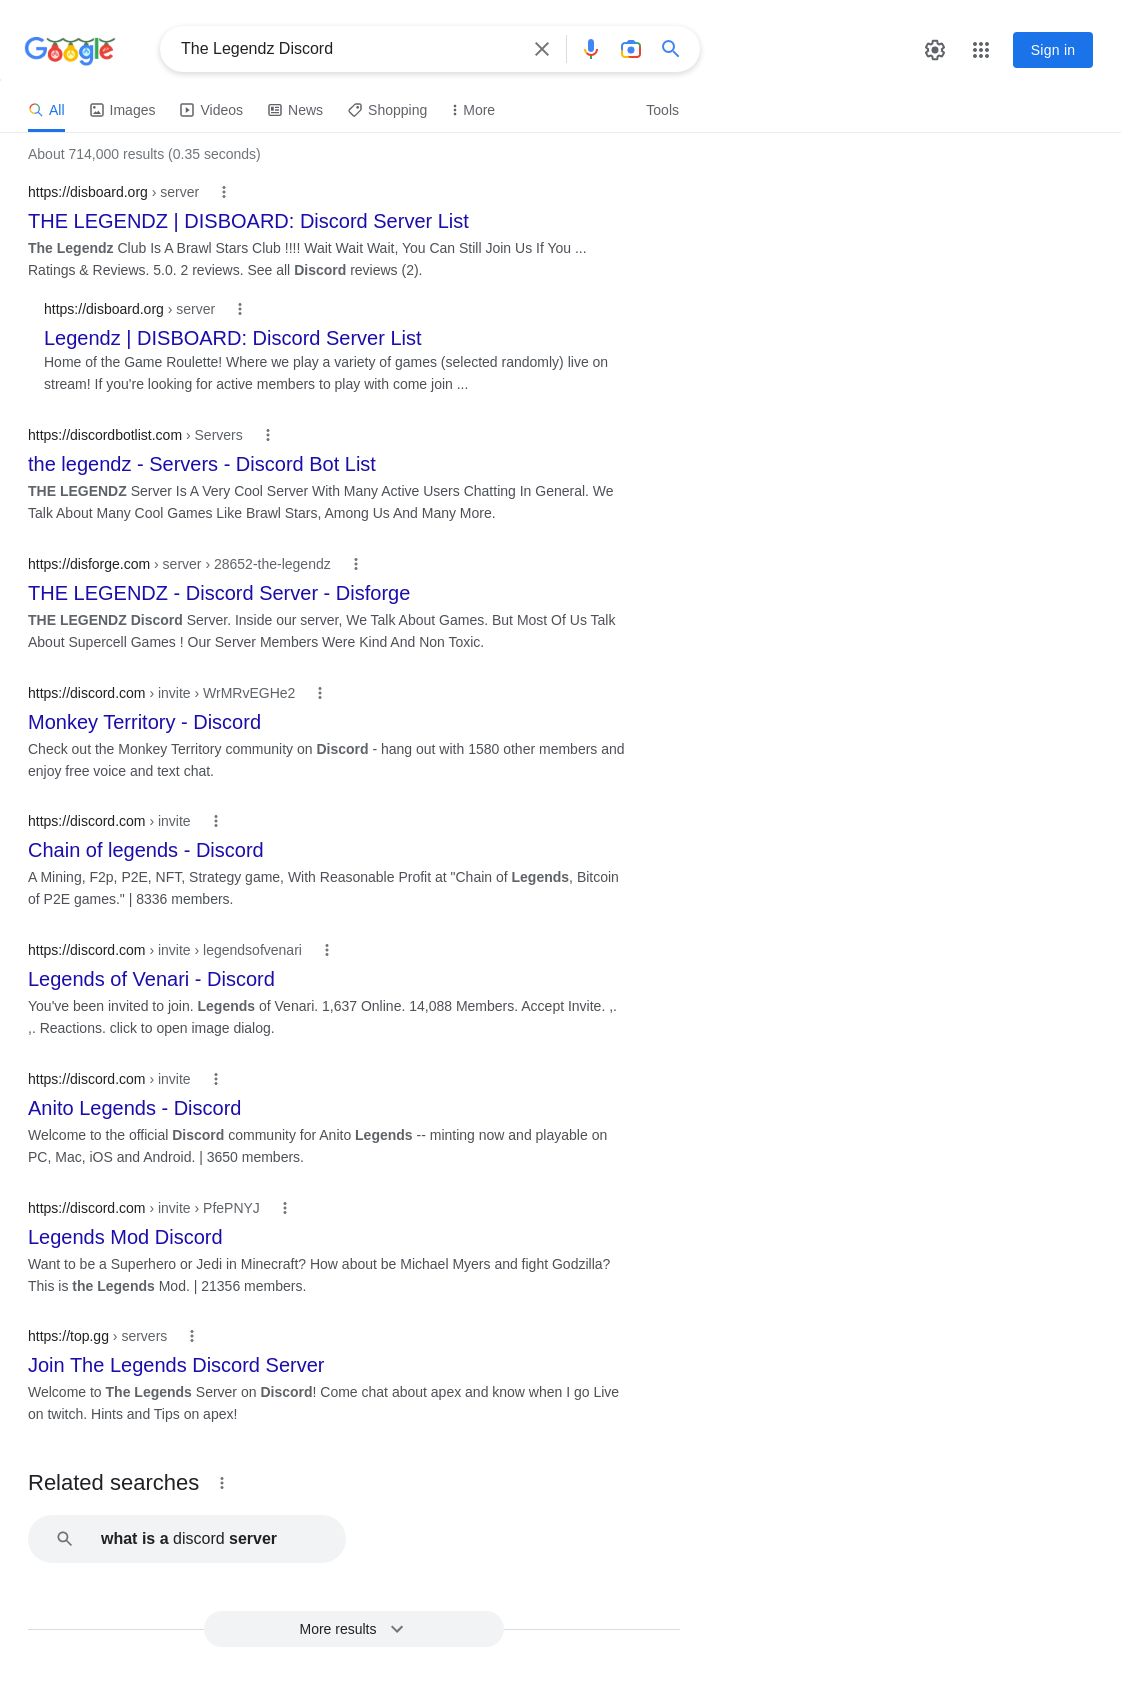 Google
The Legendz Discord
Sign in
All
Images
Videos
News
Shopping
More
Tools
About 714,000 results (0.35 seconds)
https://disboard.org › server
THE LEGENDZ | DISBOARD: Discord Server List
The Legendz Club Is A Brawl Stars Club !!!! Wait Wait Wait, You Can Still Join Us If You ...
Ratings & Reviews. 5.0. 2 reviews. See all Discord reviews (2).
https://disboard.org › server
Legendz | DISBOARD: Discord Server List
Home of the Game Roulette! Where we play a variety of games (selected randomly) live on
stream! If you're looking for active members to play with come join ...
https://discordbotlist.com › Servers
the legendz - Servers - Discord Bot List
THE LEGENDZ Server Is A Very Cool Server With Many Active Users Chatting In General. We
Talk About Many Cool Games Like Brawl Stars, Among Us And Many More.
https://disforge.com › server › 28652-the-legendz
THE LEGENDZ - Discord Server - Disforge
THE LEGENDZ Discord Server. Inside our server, We Talk About Games. But Most Of Us Talk
About Supercell Games ! Our Server Members Were Kind And Non Toxic.
https://discord.com › invite › WrMRvEGHe2
Monkey Territory - Discord
Check out the Monkey Territory community on Discord - hang out with 1580 other members and
enjoy free voice and text chat.
https://discord.com › invite
Chain of legends - Discord
A Mining, F2p, P2E, NFT, Strategy game, With Reasonable Profit at "Chain of Legends, Bitcoin
of P2E games." | 8336 members.
https://discord.com › invite › legendsofvenari
Legends of Venari - Discord
You've been invited to join. Legends of Venari. 1,637 Online. 14,088 Members. Accept Invite. ,.
,. Reactions. click to open image dialog.
https://discord.com › invite
Anito Legends - Discord
Welcome to the official Discord community for Anito Legends -- minting now and playable on
PC, Mac, iOS and Android. | 3650 members.
https://discord.com › invite › PfePNYJ
Legends Mod Discord
Want to be a Superhero or Jedi in Minecraft? How about be Michael Myers and fight Godzilla?
This is the Legends Mod. | 21356 members.
https://top.gg › servers
Join The Legends Discord Server
Welcome to The Legends Server on Discord! Come chat about apex and know when I go Live
on twitch. Hints and Tips on apex!
Related searches
what is a discord server
More results